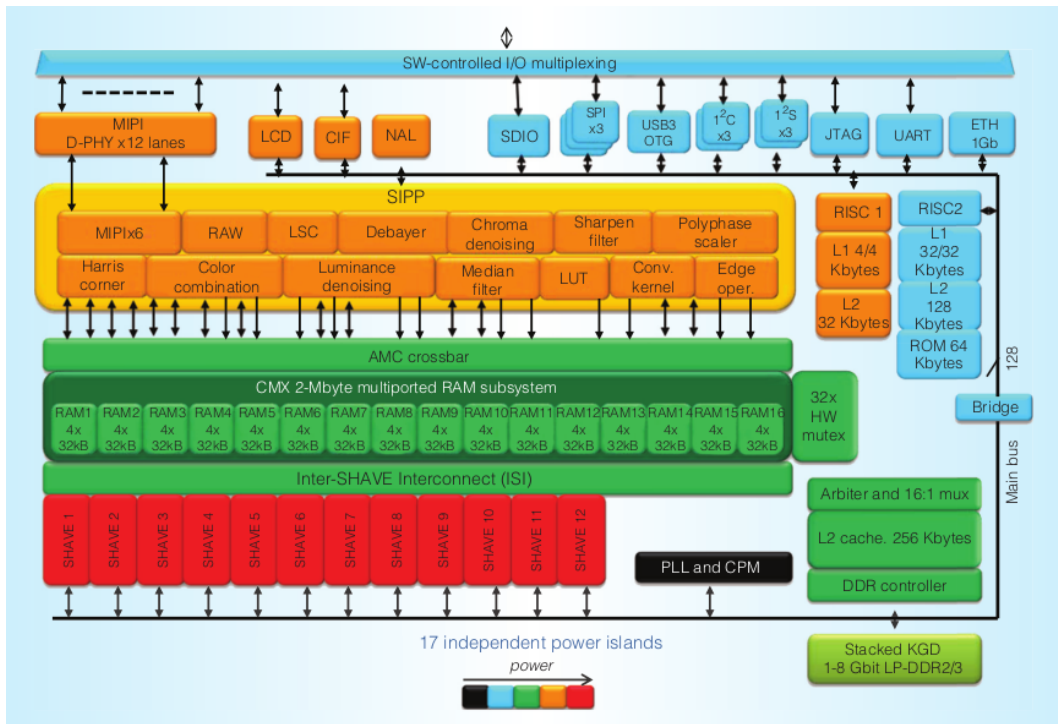 SW-controlled I/O multiplexing
MIPI
D-PHY x12 lanes
LCD
CIF
NAL
SDIO
SPI
x3
USB3
OTG
1²C
x3
1²S
x3
JTAG
UART
ETH
1Gb
SIPP
MIPIx6
RAW
LSC
Debayer
Chroma
denoising
Sharpen
filter
Polyphase
scaler
Harris
corner
Color
combination
Luminance
denoising
Median
filter
LUT
Conv.
kernel
Edge
oper.
RISC 1
L1 4/4
Kbytes
L2
32 Kbytes
RISC2
L1
32/32
Kbytes
L2
128
Kbytes
ROM 64
Kbytes
128
Bridge
Main bus
AMC crossbar
CMX 2-Mbyte multiported RAM subsystem
RAM1
4x
32kB
RAM2
4x
32kB
RAM3
4x
32kB
RAM4
4x
32kB
RAM5
4x
32kB
RAM6
4x
32kB
RAM7
4x
32kB
RAM8
4x
32kB
RAM9
4x
32kB
RAM10
4x
32kB
RAM11
4x
32kB
RAM12
4x
32kB
RAM13
4x
32kB
RAM14
4x
32kB
RAM15
4x
32kB
RAM16
4x
32kB
32x
HW
mutex
Inter-SHAVE Interconnect (ISI)
SHAVE 1
SHAVE 2
SHAVE 3
SHAVE 4
SHAVE 5
SHAVE 6
SHAVE 7
SHAVE 8
SHAVE 9
SHAVE 10
SHAVE 11
SHAVE 12
PLL and CPM
Arbiter and 16:1 mux
L2 cache. 256 Kbytes
DDR controller
Stacked KGD
1-8 Gbit LP-DDR2/3
17 independent power islands
power